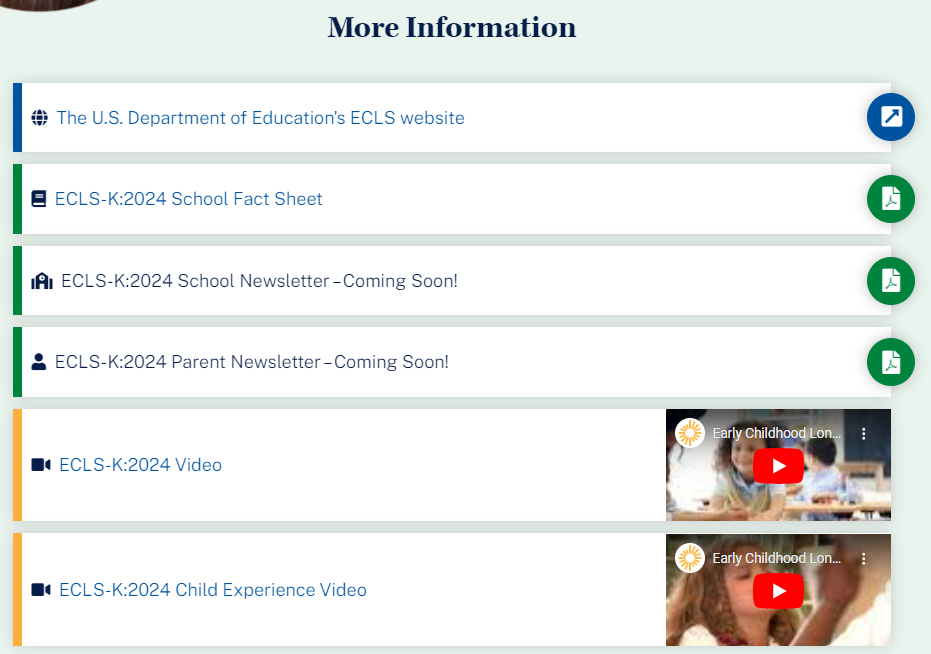 More Information
The U.S. Department of Education's ECLS website
ECLS-K:2024 School Fact Sheet
ECLS-K:2024 School Newsletter – Coming Soon!
ECLS-K:2024 Parent Newsletter – Coming Soon!
ECLS-K:2024 Video
Early Childhood Lon...
ECLS-K:2024 Child Experience Video
Early Childhood Lon...